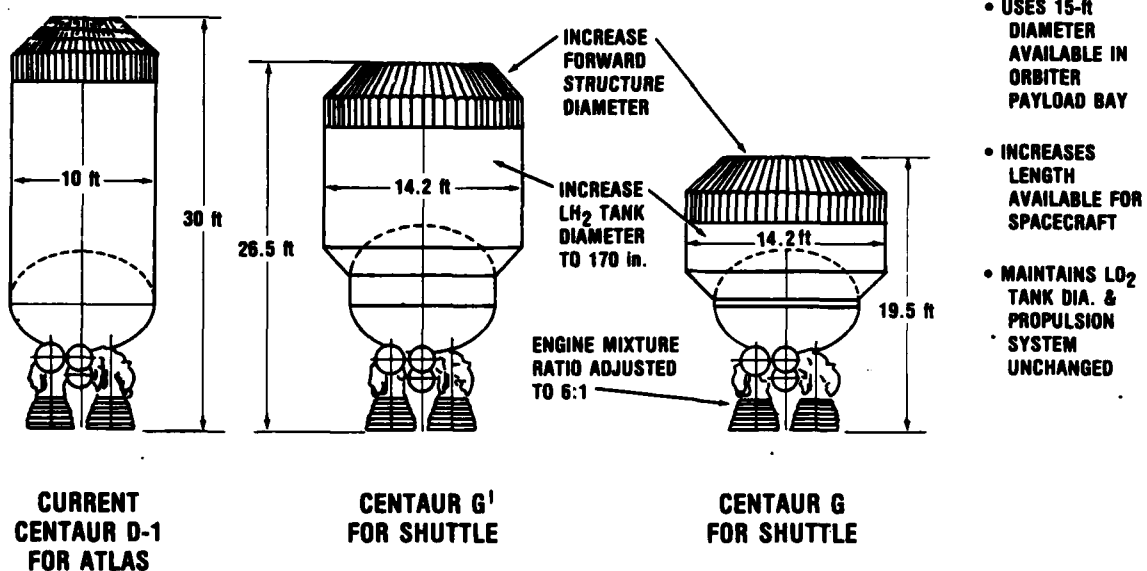 10 ft
30 ft
CURRENT
CENTAUR D-1
FOR ATLAS
26.5 ft
14.2 ft
CENTAUR G'
FOR SHUTTLE
INCREASE
FORWARD
STRUCTURE
DIAMETER
INCREASE
LH2 TANK
DIAMETER
TO 170 in.
ENGINE MIXTURE
RATIO ADJUSTED
TO 6:1
14.2 ft
19.5 ft
CENTAUR G
FOR SHUTTLE
• USES 15-ft
DIAMETER
AVAILABLE IN
ORBITER
PAYLOAD BAY
• INCREASES
LENGTH
AVAILABLE FOR
SPACECRAFT
• MAINTAINS LO2
TANK DIA. &
PROPULSION
SYSTEM
UNCHANGED